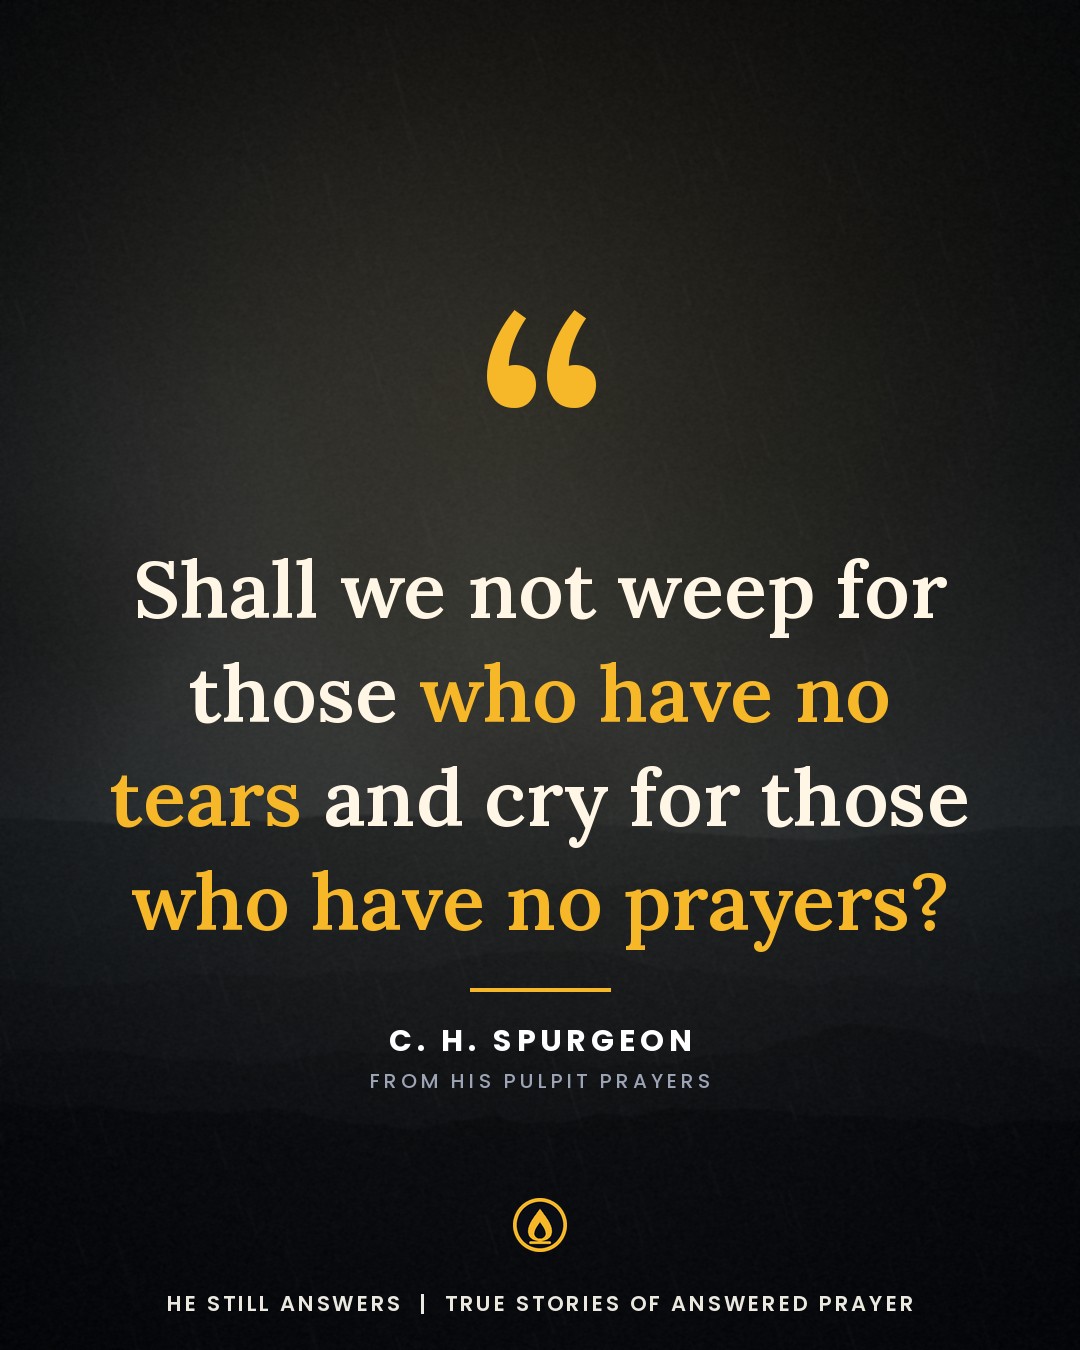 “
Shall we not weep for
those who have no
tears and cry for those
who have no prayers?
C. H. SPURGEON
FROM HIS PULPIT PRAYERS
HE STILL ANSWERS | TRUE STORIES OF ANSWERED PRAYER